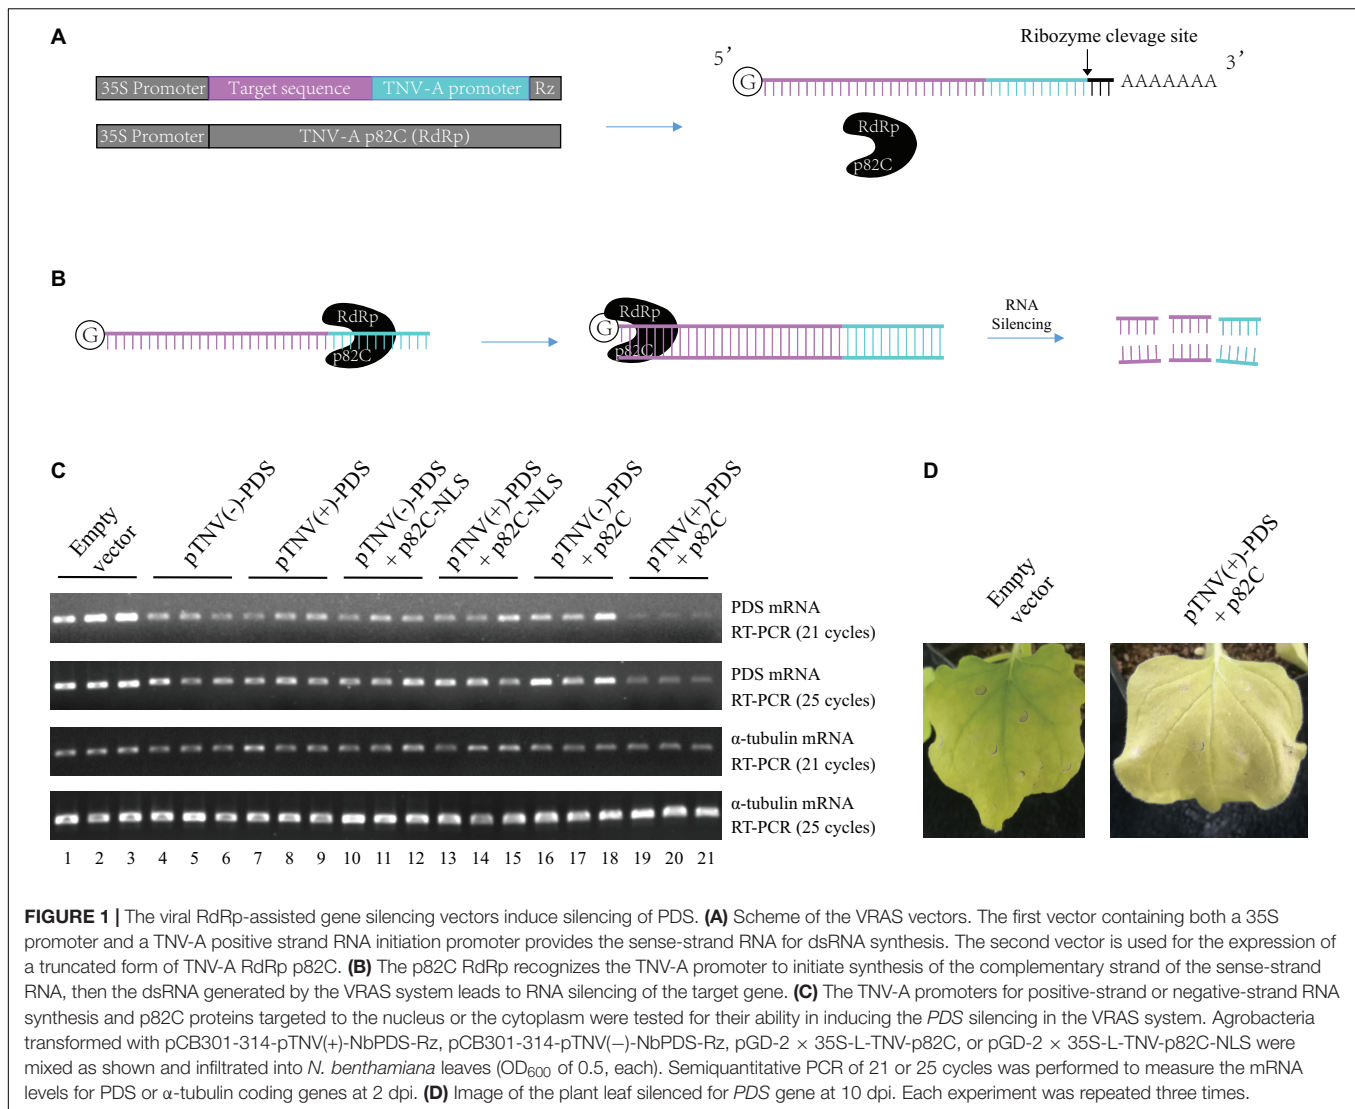 A
35S Promoter Target sequence TNV-A promoter Rz
35S Promoter TNV-A p82C (RdRp)
Ribozyme clevage site
5’ 3’
G AAAAAAA
RdRp
p82C
B
G
RdRp
p82C
G
RdRp
p82C
RNA
Silencing
C
Empty
vector
pTNV(-)-PDS
pTNV(+)-PDS
pTNV(-)-PDS
+ p82C-NLS
pTNV(+)-PDS
+ p82C-NLS
pTNV(-)-PDS
+ p82C
pTNV(+)-PDS
+ p82C
PDS mRNA
RT-PCR (21 cycles)
PDS mRNA
RT-PCR (25 cycles)
α-tubulin mRNA
RT-PCR (21 cycles)
α-tubulin mRNA
RT-PCR (25 cycles)
1 2 3 4 5 6 7 8 9 10 11 12 13 14 15 16 17 18 19 20 21
D
Empty
vector
pTNV(+)-PDS
+ p82C
FIGURE 1 | The viral RdRp-assisted gene silencing vectors induce silencing of PDS. (A) Scheme of the VRAS vectors. The first vector containing both a 35S
promoter and a TNV-A positive strand RNA initiation promoter provides the sense-strand RNA for dsRNA synthesis. The second vector is used for the expression of
a truncated form of TNV-A RdRp p82C. (B) The p82C RdRp recognizes the TNV-A promoter to initiate synthesis of the complementary strand of the sense-strand
RNA, then the dsRNA generated by the VRAS system leads to RNA silencing of the target gene. (C) The TNV-A promoters for positive-strand or negative-strand RNA
synthesis and p82C proteins targeted to the nucleus or the cytoplasm were tested for their ability in inducing the PDS silencing in the VRAS system. Agrobacteria
transformed with pCB301-314-pTNV(+)-NbPDS-Rz, pCB301-314-pTNV(−)-NbPDS-Rz, pGD-2 × 35S-L-TNV-p82C, or pGD-2 × 35S-L-TNV-p82C-NLS were
mixed as shown and infiltrated into N. benthamiana leaves (OD600 of 0.5, each). Semiquantitative PCR of 21 or 25 cycles was performed to measure the mRNA
levels for PDS or α-tubulin coding genes at 2 dpi. (D) Image of the plant leaf silenced for PDS gene at 10 dpi. Each experiment was repeated three times.